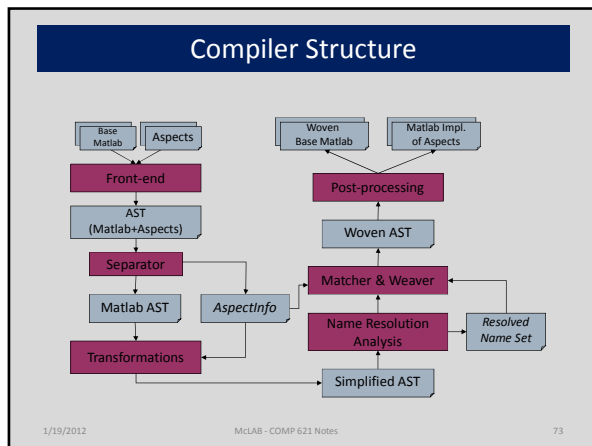 Compiler Structure
Base
Matlab
Aspects
Front-end
AST
(Matlab+Aspects)
Separator
Matlab AST
AspectInfo
Transformations
Woven
Base Matlab
Matlab Impl.
of Aspects
Post-processing
Woven AST
Matcher & Weaver
Name Resolution
Analysis
Resolved
Name Set
Simplified AST
1/19/2012
McLAB - COMP 621 Notes
73